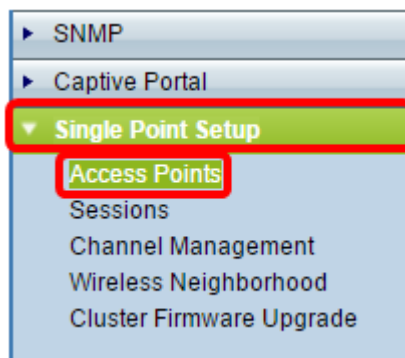 SNMP
Captive Portal
Single Point Setup
Access Points
Sessions
Channel Management
Wireless Neighborhood
Cluster Firmware Upgrade